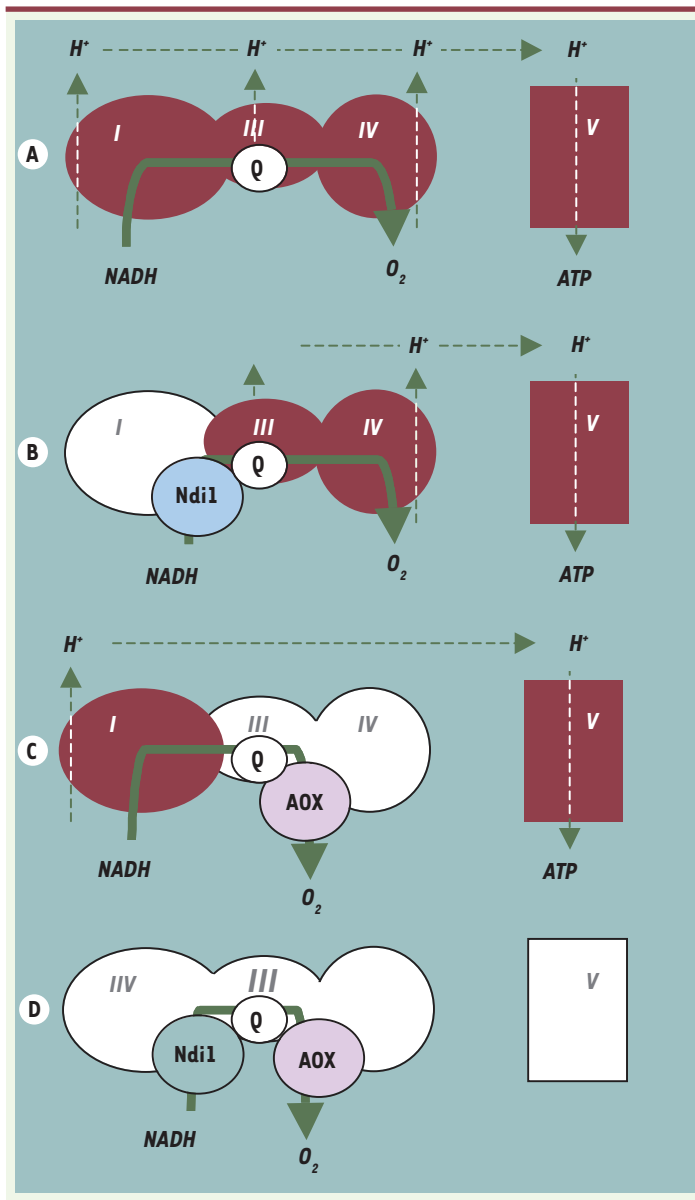 H⁺ H⁺ H⁺ H⁺
I III IV V
A
Q
NADH O₂ ATP
H⁺ H⁺
I III IV V
B
Q
Ndi1
NADH O₂ ATP
H⁺ H⁺
I III IV V
C
Q
AOX
NADH O₂ ATP
IIV III V
D
Q
Ndi1 AOX
NADH O₂